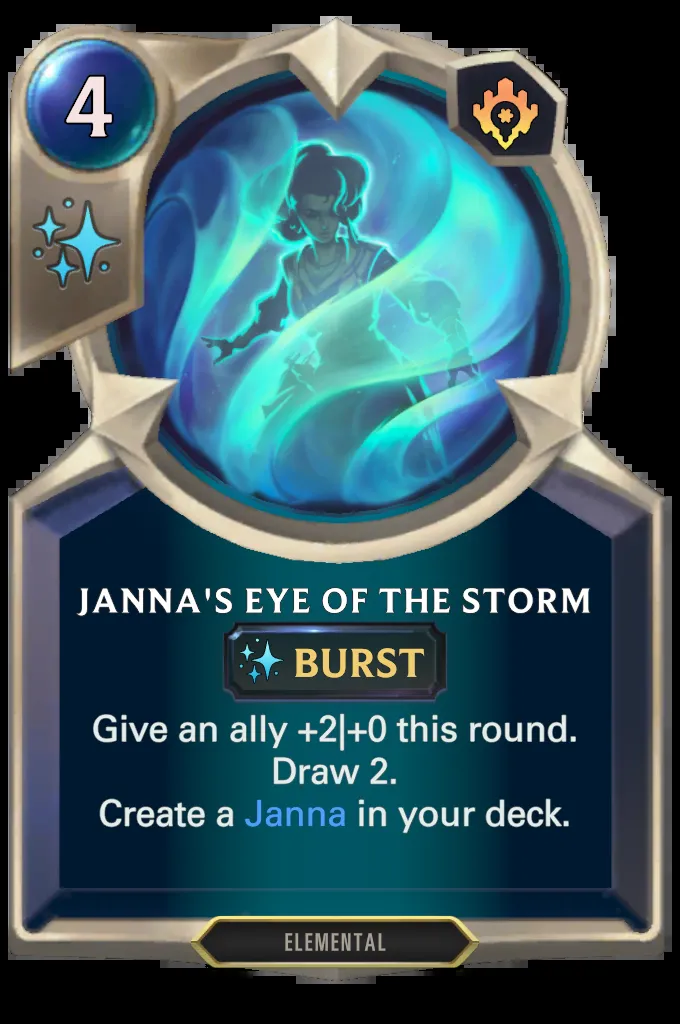 4
JANNA'S EYE OF THE STORM
BURST
Give an ally +2|+0 this round.
Draw 2.
Create a Janna in your deck.
ELEMENTAL